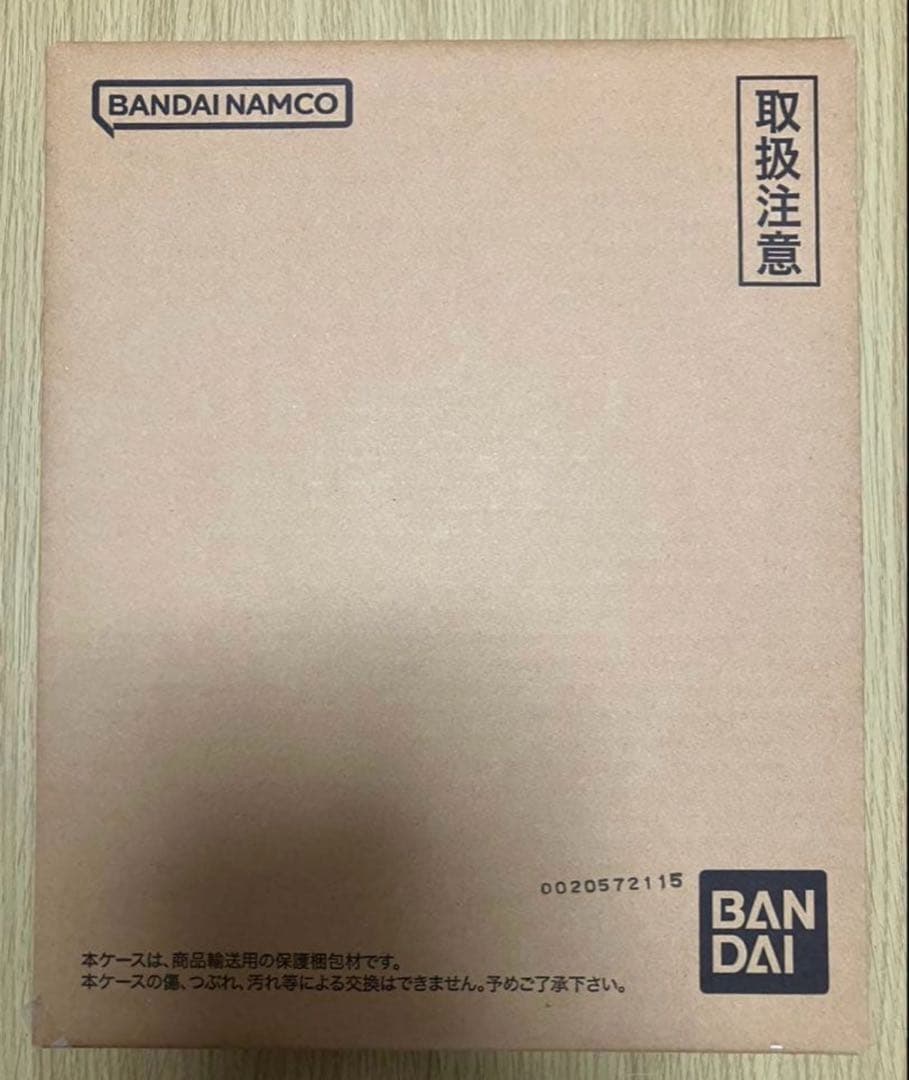 BANDAI NAMCO
取扱注意
0020572115
BAN
DAI
本ケースは、商品輸送用の保護梱包材です。
本ケースの傷、つぶれ、汚れ等による交換はできません。予めご了承下さい。